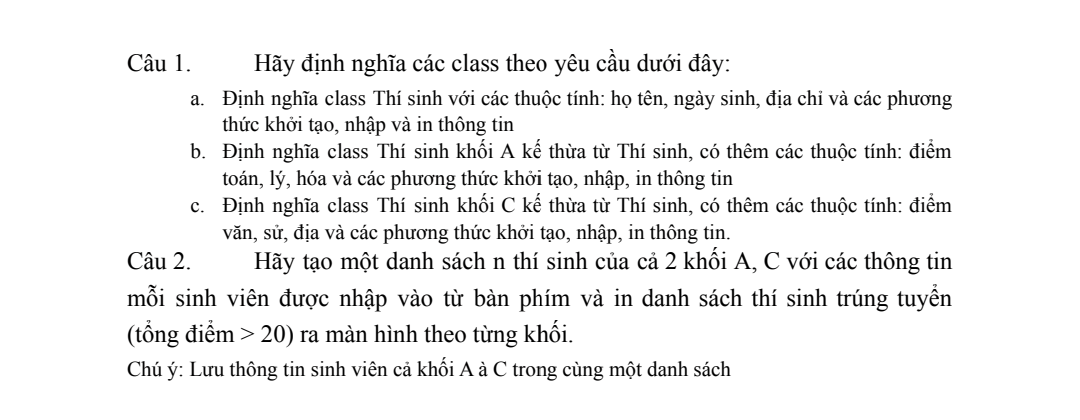 Câu 1. Hãy định nghĩa các class theo yêu cầu dưới đây:
a. Định nghĩa class Thí sinh với các thuộc tính: họ tên, ngày sinh, địa chỉ và các phương
thức khởi tạo, nhập và in thông tin
b. Định nghĩa class Thí sinh khối A kế thừa từ Thí sinh, có thêm các thuộc tính: điểm
toán, lý, hóa và các phương thức khởi tạo, nhập, in thông tin
c. Định nghĩa class Thí sinh khối C kế thừa từ Thí sinh, có thêm các thuộc tính: điểm
văn, sử, địa và các phương thức khởi tạo, nhập, in thông tin.
Câu 2. Hãy tạo một danh sách n thí sinh của cả 2 khối A, C với các thông tin
mỗi sinh viên được nhập vào từ bàn phím và in danh sách thí sinh trúng tuyển
(tổng điểm > 20) ra màn hình theo từng khối.
Chú ý: Lưu thông tin sinh viên cả khối A à C trong cùng một danh sách